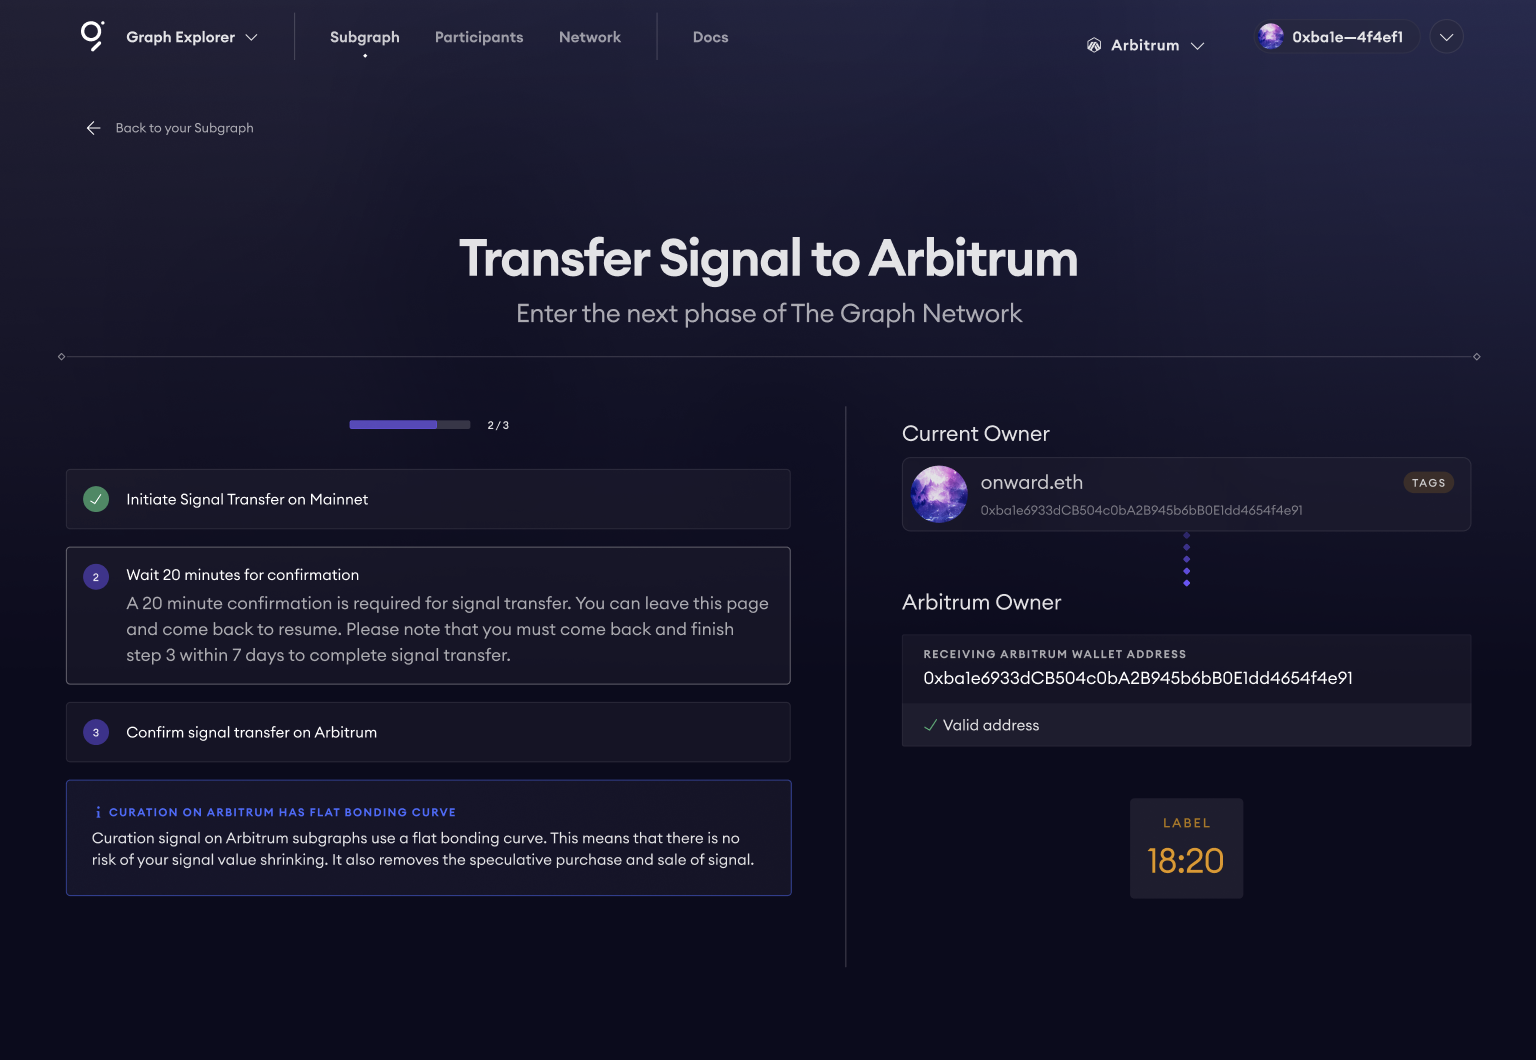 Graph Explorer
Subgraph
Participants
Network
Docs
Arbitrum
0xba1e—4f4ef1
Back to your Subgraph
Transfer Signal to Arbitrum
Enter the next phase of The Graph Network
2/3
Initiate Signal Transfer on Mainnet
2
Wait 20 minutes for confirmation
A 20 minute confirmation is required for signal transfer. You can leave this page
and come back to resume. Please note that you must come back and finish
step 3 within 7 days to complete signal transfer.
3
Confirm signal transfer on Arbitrum
CURATION ON ARBITRUM HAS FLAT BONDING CURVE
Curation signal on Arbitrum subgraphs use a flat bonding curve. This means that there is no
risk of your signal value shrinking. It also removes the speculative purchase and sale of signal.
Current Owner
onward.eth
TAGS
0xba1e6933dCB504c0bA2B945b6bB0E1dd4654f4e91
Arbitrum Owner
RECEIVING ARBITRUM WALLET ADDRESS
0xba1e6933dCB504c0bA2B945b6bB0E1dd4654f4e91
Valid address
LABEL
18:20